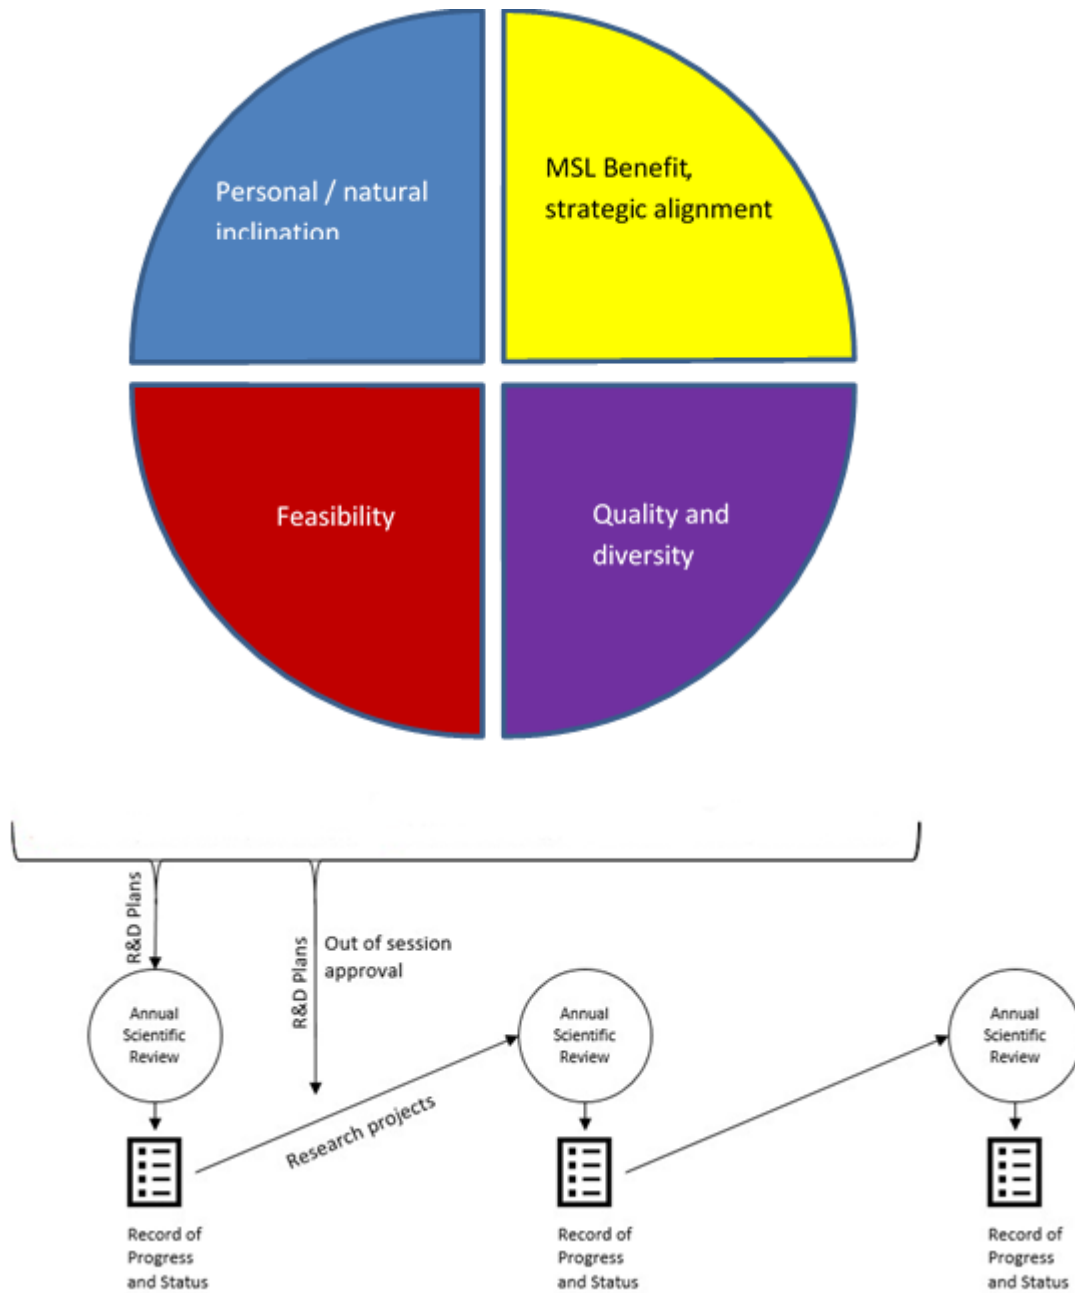 Personal / natural
inclination
MSL Benefit,
strategic alignment
Feasibility
Quality and
diversity
R&D Plans
R&D Plans
Out of session
approval
Annual
Scientific
Review
Research projects
Annual
Scientific
Review
Annual
Scientific
Review
Record of
Progress
and Status
Record of
Progress
and Status
Record of
Progress
and Status